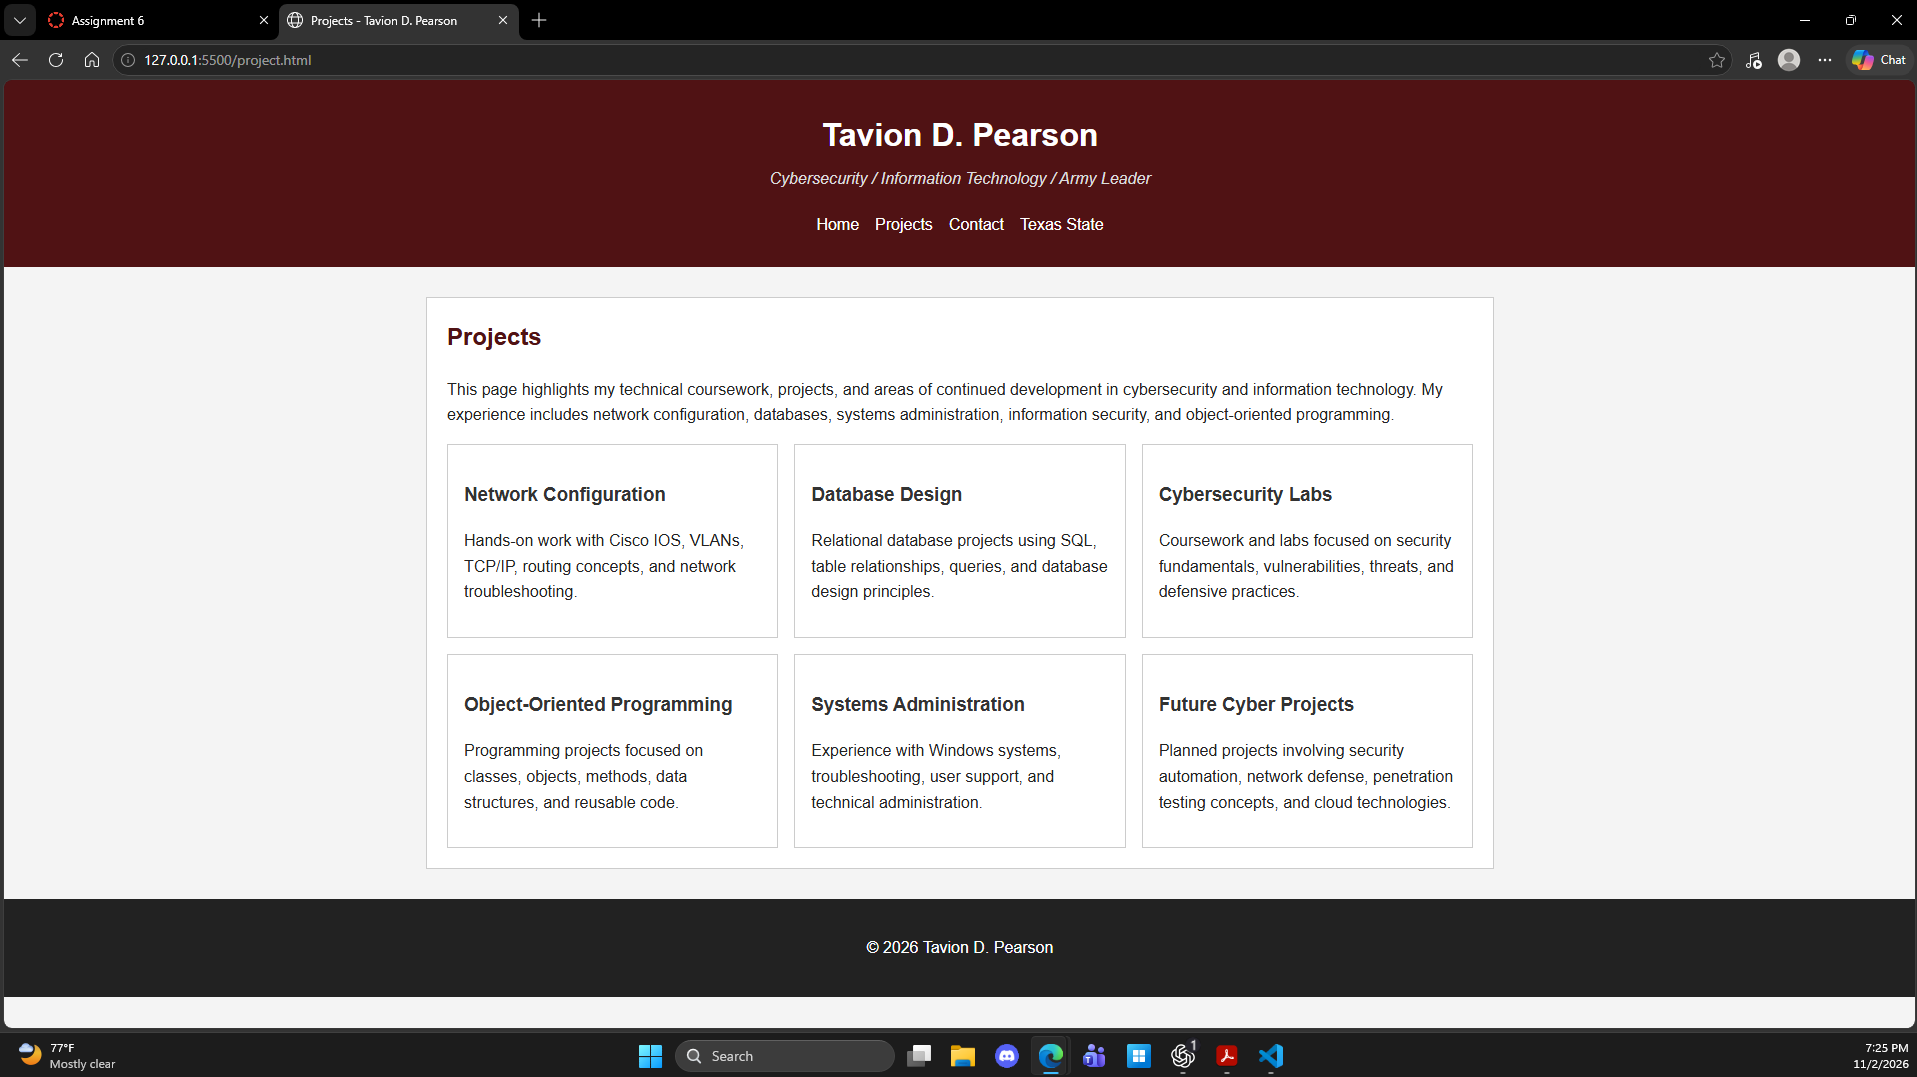 Assignment 6
Projects - Tavion D. Pearson
127.0.0.1:5500/project.html
Chat
Tavion D. Pearson
Cybersecurity / Information Technology / Army Leader
Home Projects Contact Texas State
Projects
This page highlights my technical coursework, projects, and areas of continued development in cybersecurity and information technology. My
experience includes network configuration, databases, systems administration, information security, and object-oriented programming.
Network Configuration
Hands-on work with Cisco IOS, VLANs,
TCP/IP, routing concepts, and network
troubleshooting.
Database Design
Relational database projects using SQL,
table relationships, queries, and database
design principles.
Cybersecurity Labs
Coursework and labs focused on security
fundamentals, vulnerabilities, threats, and
defensive practices.
Object-Oriented Programming
Programming projects focused on
classes, objects, methods, data
structures, and reusable code.
Systems Administration
Experience with Windows systems,
troubleshooting, user support, and
technical administration.
Future Cyber Projects
Planned projects involving security
automation, network defense, penetration
testing concepts, and cloud technologies.
© 2026 Tavion D. Pearson
77°F
Mostly clear
Search
1
7:25 PM
11/2/2026